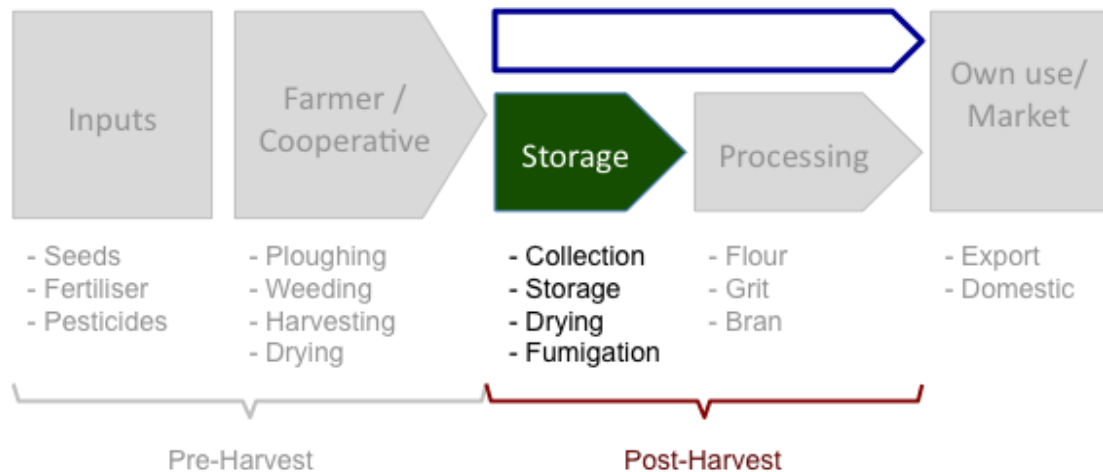 Inputs
Farmer /
Cooperative
Storage
Processing
Own use/
Market
- Seeds
- Fertiliser
- Pesticides
- Ploughing
- Weeding
- Harvesting
- Drying
- Collection
- Storage
- Drying
- Fumigation
- Flour
- Grit
- Bran
- Export
- Domestic
Pre-Harvest
Post-Harvest